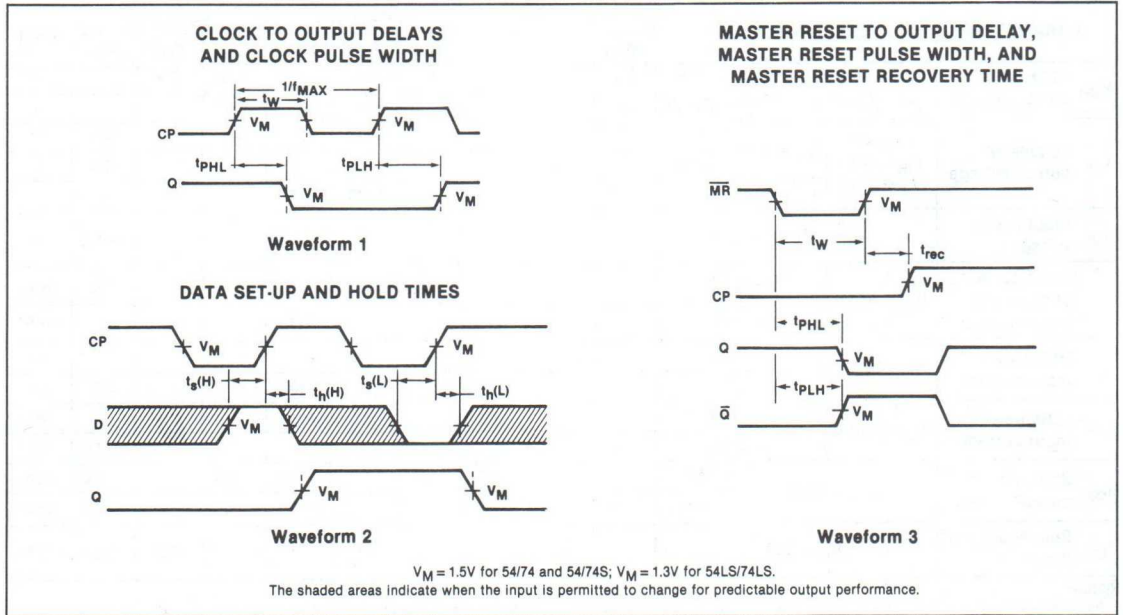 CLOCK TO OUTPUT DELAYS
AND CLOCK PULSE WIDTH
1/fMAX
tW
CP
VM
VM
tPHL
tPLH
Q
VM
VM
Waveform 1
DATA SET-UP AND HOLD TIMES
CP
VM
VM
ts(H)
th(H)
ts(L)
th(L)
D
VM
Q
VM
VM
Waveform 2
MASTER RESET TO OUTPUT DELAY,
MASTER RESET PULSE WIDTH, AND
MASTER RESET RECOVERY TIME
M̅R̅
VM
tW
trec
CP
VM
tPHL
Q
VM
tPLH
Q̅
VM
Waveform 3
VM = 1.5V for 54/74 and 54/74S; VM = 1.3V for 54LS/74LS.
The shaded areas indicate when the input is permitted to change for predictable output performance.